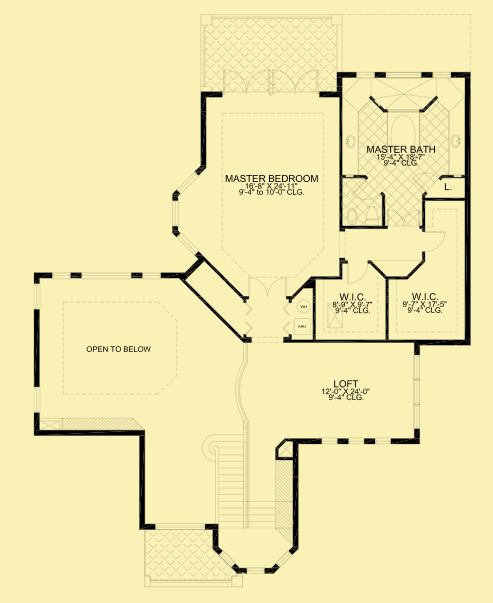 MASTER BATH
15'-4" X 18'-7"
9'-4" CLG.
MASTER BEDROOM
16'-8" X 24'-11"
9'-4" to 10'-0" CLG.
L.
W.I.C.
8'-9" X 9'-7"
9'-4" CLG.
W.I.C.
9'-7" X 17'-5"
9'-4" CLG.
WH
AHU
OPEN TO BELOW
LOFT
12'-0" X 24'-0"
9'-4" CLG.